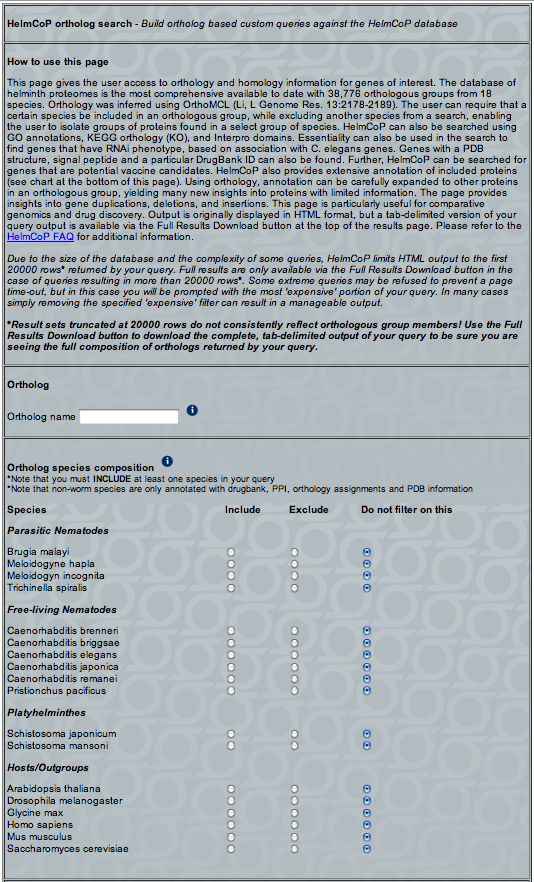 HelmCoP ortholog search - Build ortholog based custom queries against the HelmCoP database
How to use this page
This page gives the user access to orthology and homology information for genes of interest. The database of
helminth proteomes is the most comprehensive available to date with 38,776 orthologous groups from 18
species. Orthology was inferred using OrthoMCL (Li, L Genome Res. 13:2178-2189). The user can require that a
certain species be included in an orthologous group, while excluding another species from a search, enabling
the user to isolate groups of proteins found in a select group of species. HelmCoP can also be searched using
GO annotations, KEGG orthology (KO), and Interpro domains. Essentiality can also be used in the search to
find genes that have RNAi phenotype, based on association with C. elegans genes. Genes with a PDB
structure, signal peptide and a particular DrugBank ID can also be found. Further, HelmCoP can be searched for
genes that are potential vaccine candidates. HelmCoP also provides extensive annotation of included proteins
(see chart at the bottom of this page). Using orthology, annotation can be carefully expanded to other proteins
in an orthologous group, yielding many new insights into proteins with limited information. The page provides
insights into gene duplications, deletions, and insertions. This page is particularly useful for comparative
genomics and drug discovery. Output is originally displayed in HTML format, but a tab-delimited version of your
query output is available via the Full Results Download button at the top of the results page. Please refer to the
HelmCoP FAQ for additional information.
Due to the size of the database and the complexity of some queries, HelmCoP limits HTML output to the first
20000 rows* returned by your query. Full results are only available via the Full Results Download button in the
case of queries resulting in more than 20000 rows*. Some extreme queries may be refused to prevent a page
time-out, but in this case you will be prompted with the most 'expensive' portion of your query. In many cases
simply removing the specified 'expensive' filter can result in a manageable output.
*Result sets truncated at 20000 rows do not consistently reflect orthologous group members! Use the Full
Results Download button to download the complete, tab-delimited output of your query to be sure you are
seeing the full composition of orthologs returned by your query.
Ortholog
Ortholog name i
Ortholog species composition i
*Note that you must INCLUDE at least one species in your query
*Note that non-worm species are only annotated with drugbank, PPI, orthology assignments and PDB information
Species Include Exclude Do not filter on this
Parasitic Nematodes
Brugia malayi
Meloidogyne hapla
Meloidogyn incognita
Trichinella spiralis
Free-living Nematodes
Caenorhabditis brenneri
Caenorhabditis briggsae
Caenorhabditis elegans
Caenorhabditis japonica
Caenorhabditis remanei
Pristionchus pacificus
Platyhelminthes
Schistosoma japonicum
Schistosoma mansoni
Hosts/Outgroups
Arabidopsis thaliana
Drosophila melanogaster
Glycine max
Homo sapiens
Mus musculus
Saccharomyces cerevisiae